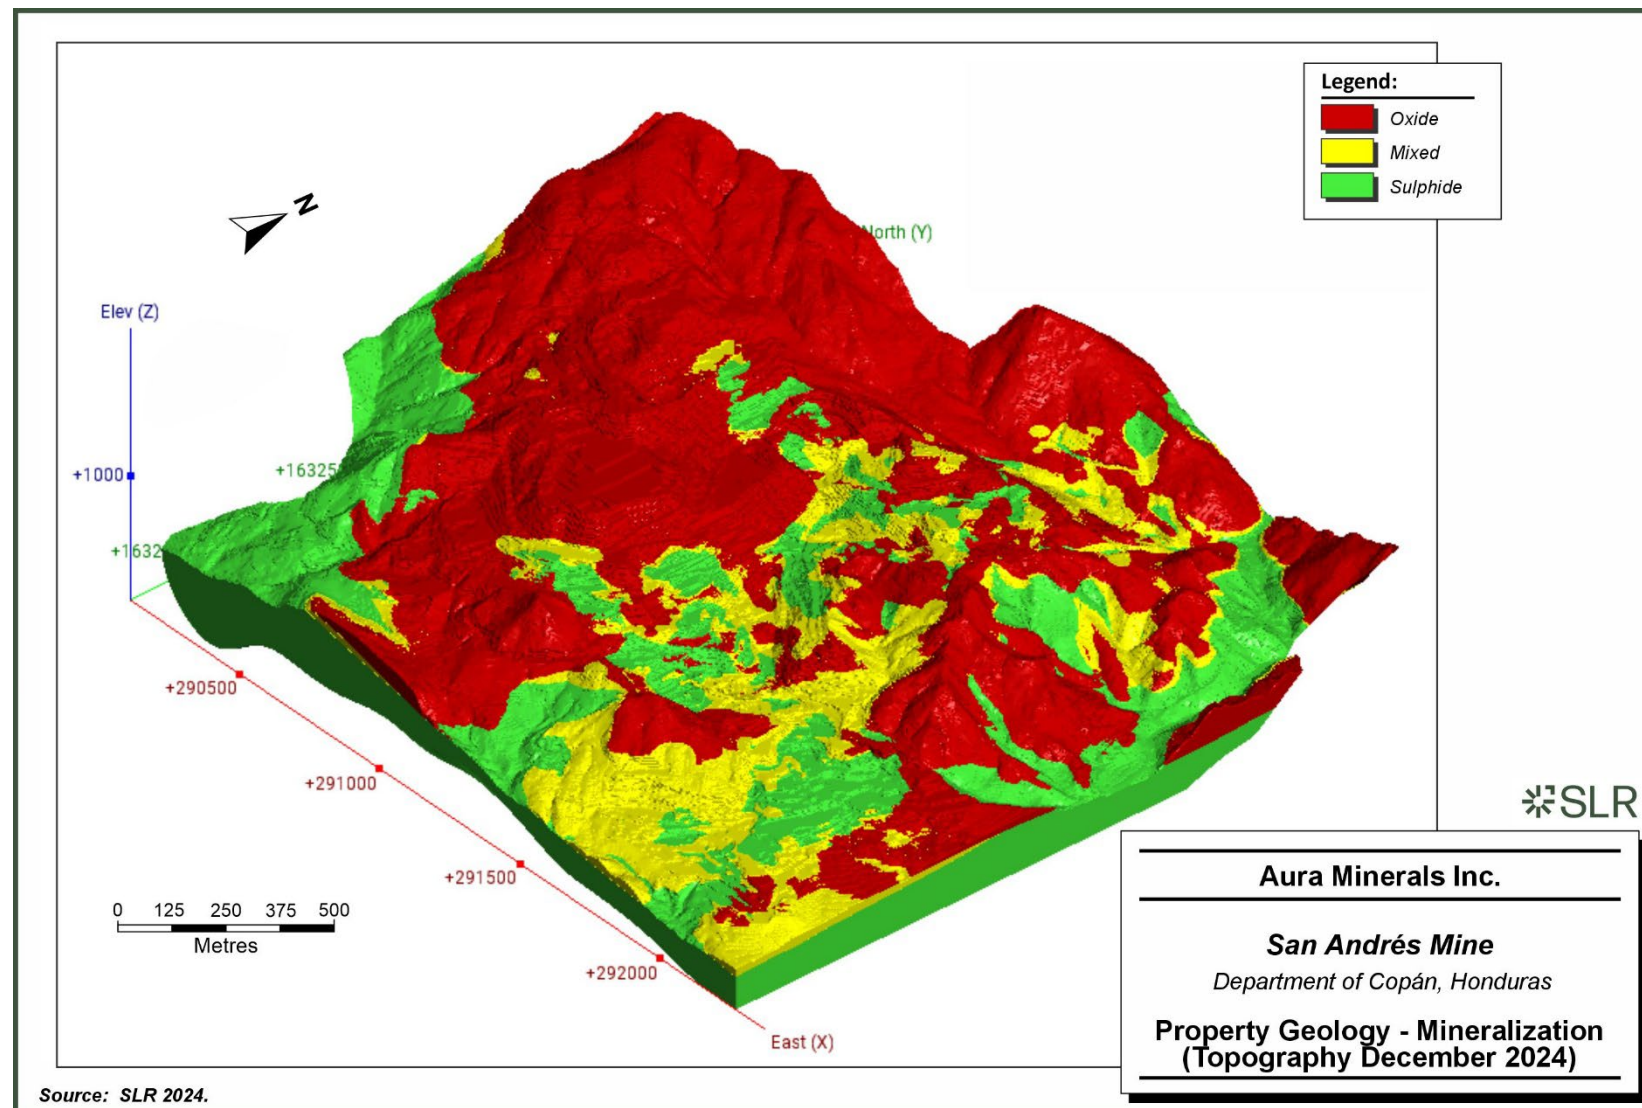 Legend:
Oxide
Mixed
Sulphide
N
North (Y)
Elev (Z)
+1000
+16325
+1632
+290500
+291000
+291500
+292000
East (X)
0 125 250 375 500
Metres
SLR
Aura Minerals Inc.
San Andrés Mine
Department of Copán, Honduras
Property Geology - Mineralization
(Topography December 2024)
Source: SLR 2024.